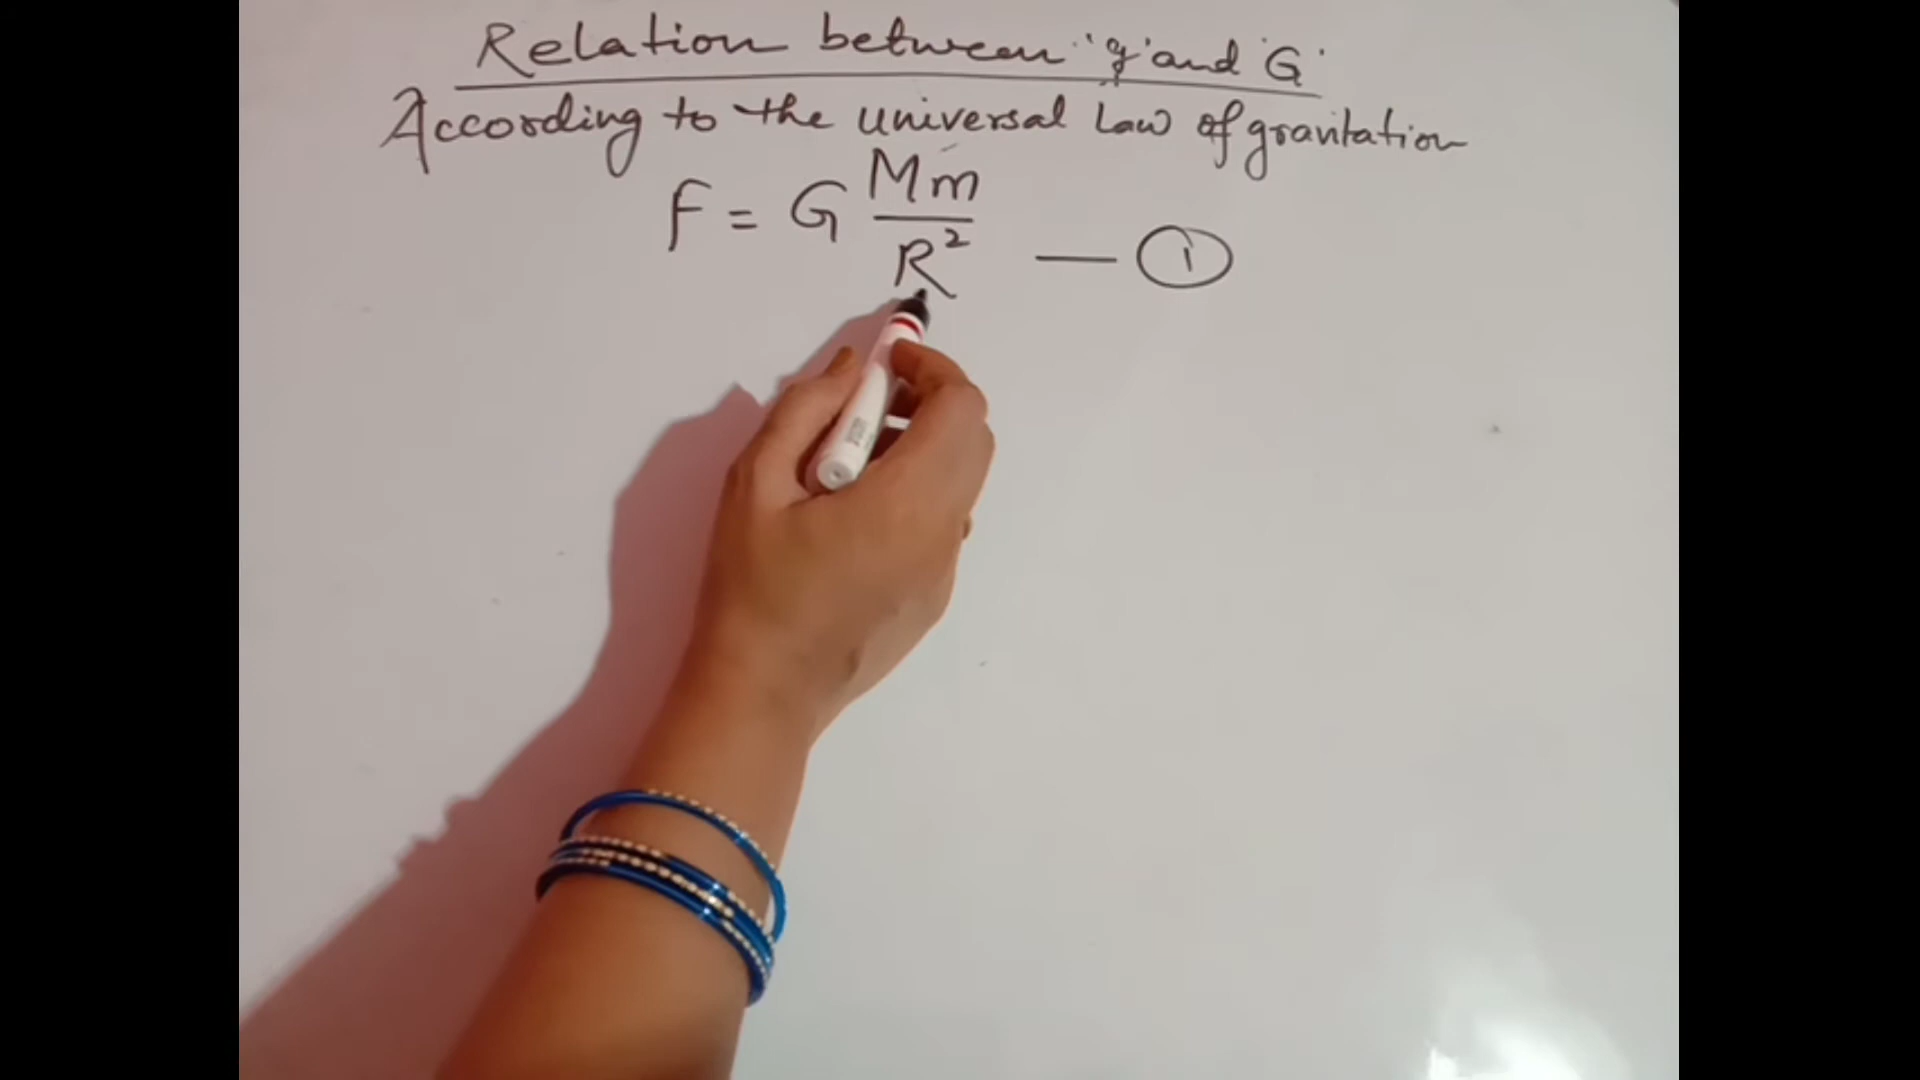 Relation between 'g' and 'G'
According to the universal Law of gravitation
F = G Mm/R² — ①